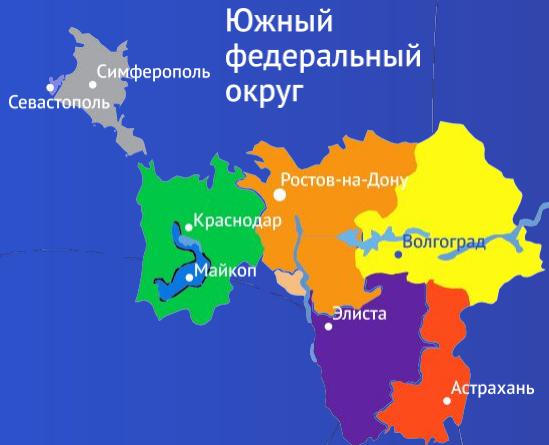 Южный
федеральный
округ
Симферополь
Севастополь
Ростов-на-Дону
Краснодар
Волгоград
Майкоп
Элиста
Астрахань